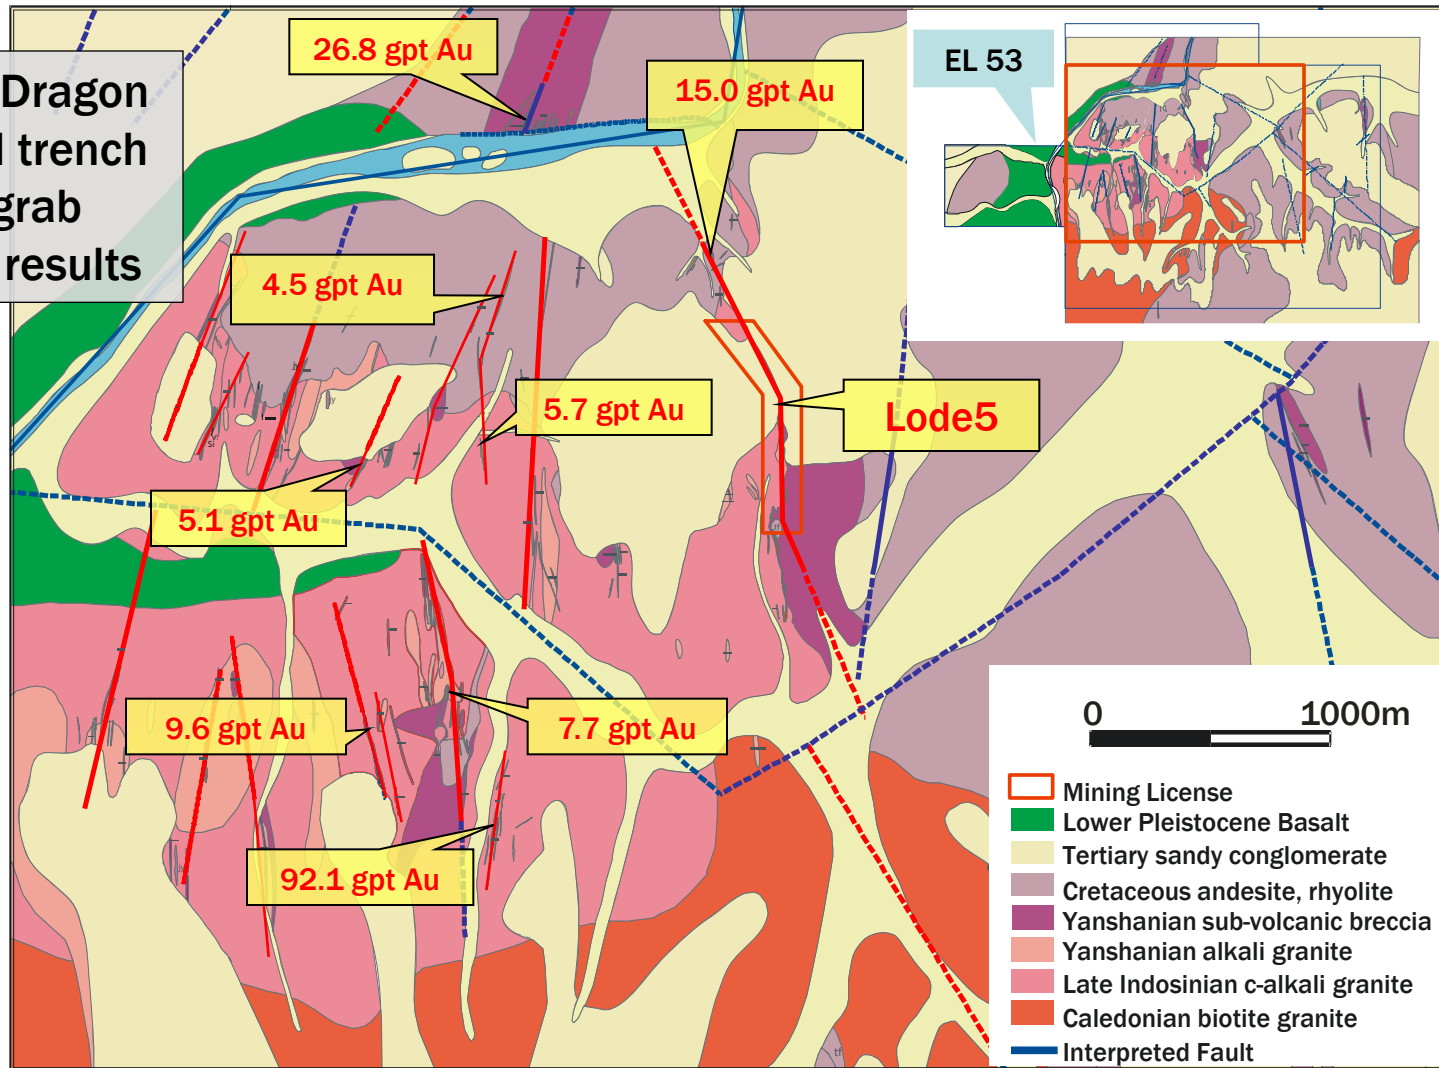 Dragon
trench
grab
results
26.8 gpt Au
15.0 gpt Au
EL 53
4.5 gpt Au
5.7 gpt Au
Lode5
5.1 gpt Au
9.6 gpt Au
7.7 gpt Au
92.1 gpt Au
0 1000m
Mining License
Lower Pleistocene Basalt
Tertiary sandy conglomerate
Cretaceous andesite, rhyolite
Yanshanian sub-volcanic breccia
Yanshanian alkali granite
Late Indosinian c-alkali granite
Caledonian biotite granite
Interpreted Fault
tf